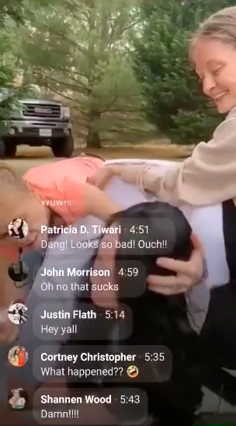 wow!!!
Patricia D. Tiwari · 4:51
Dang! Looks so bad! Ouch!!
John Morrison · 4:59
Oh no that sucks
Justin Flath · 5:14
Hey yall
Cortney Christopher · 5:35
What happened?? 🤣
Shannen Wood · 5:43
Damn!!!!